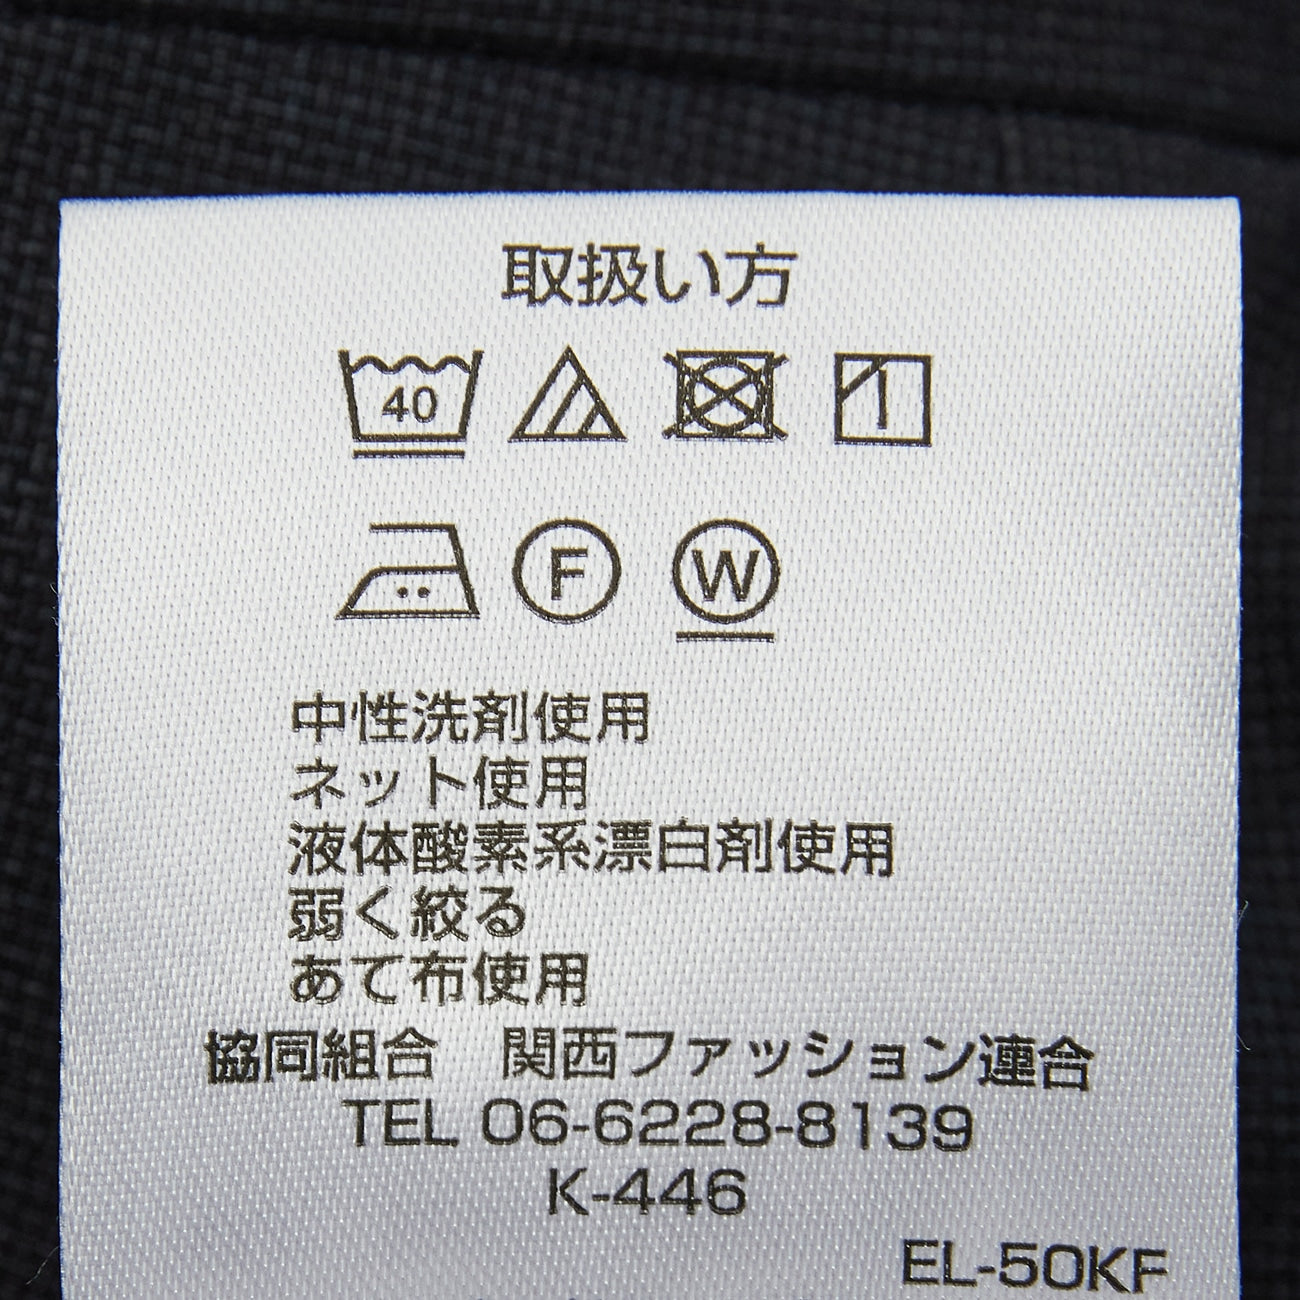 取扱い方
40
F W
中性洗剤使用
ネット使用
液体酸素系漂白剤使用
弱く絞る
あて布使用
協同組合　関西ファッション連合
TEL 06-6228-8139
K-446
EL-50KF